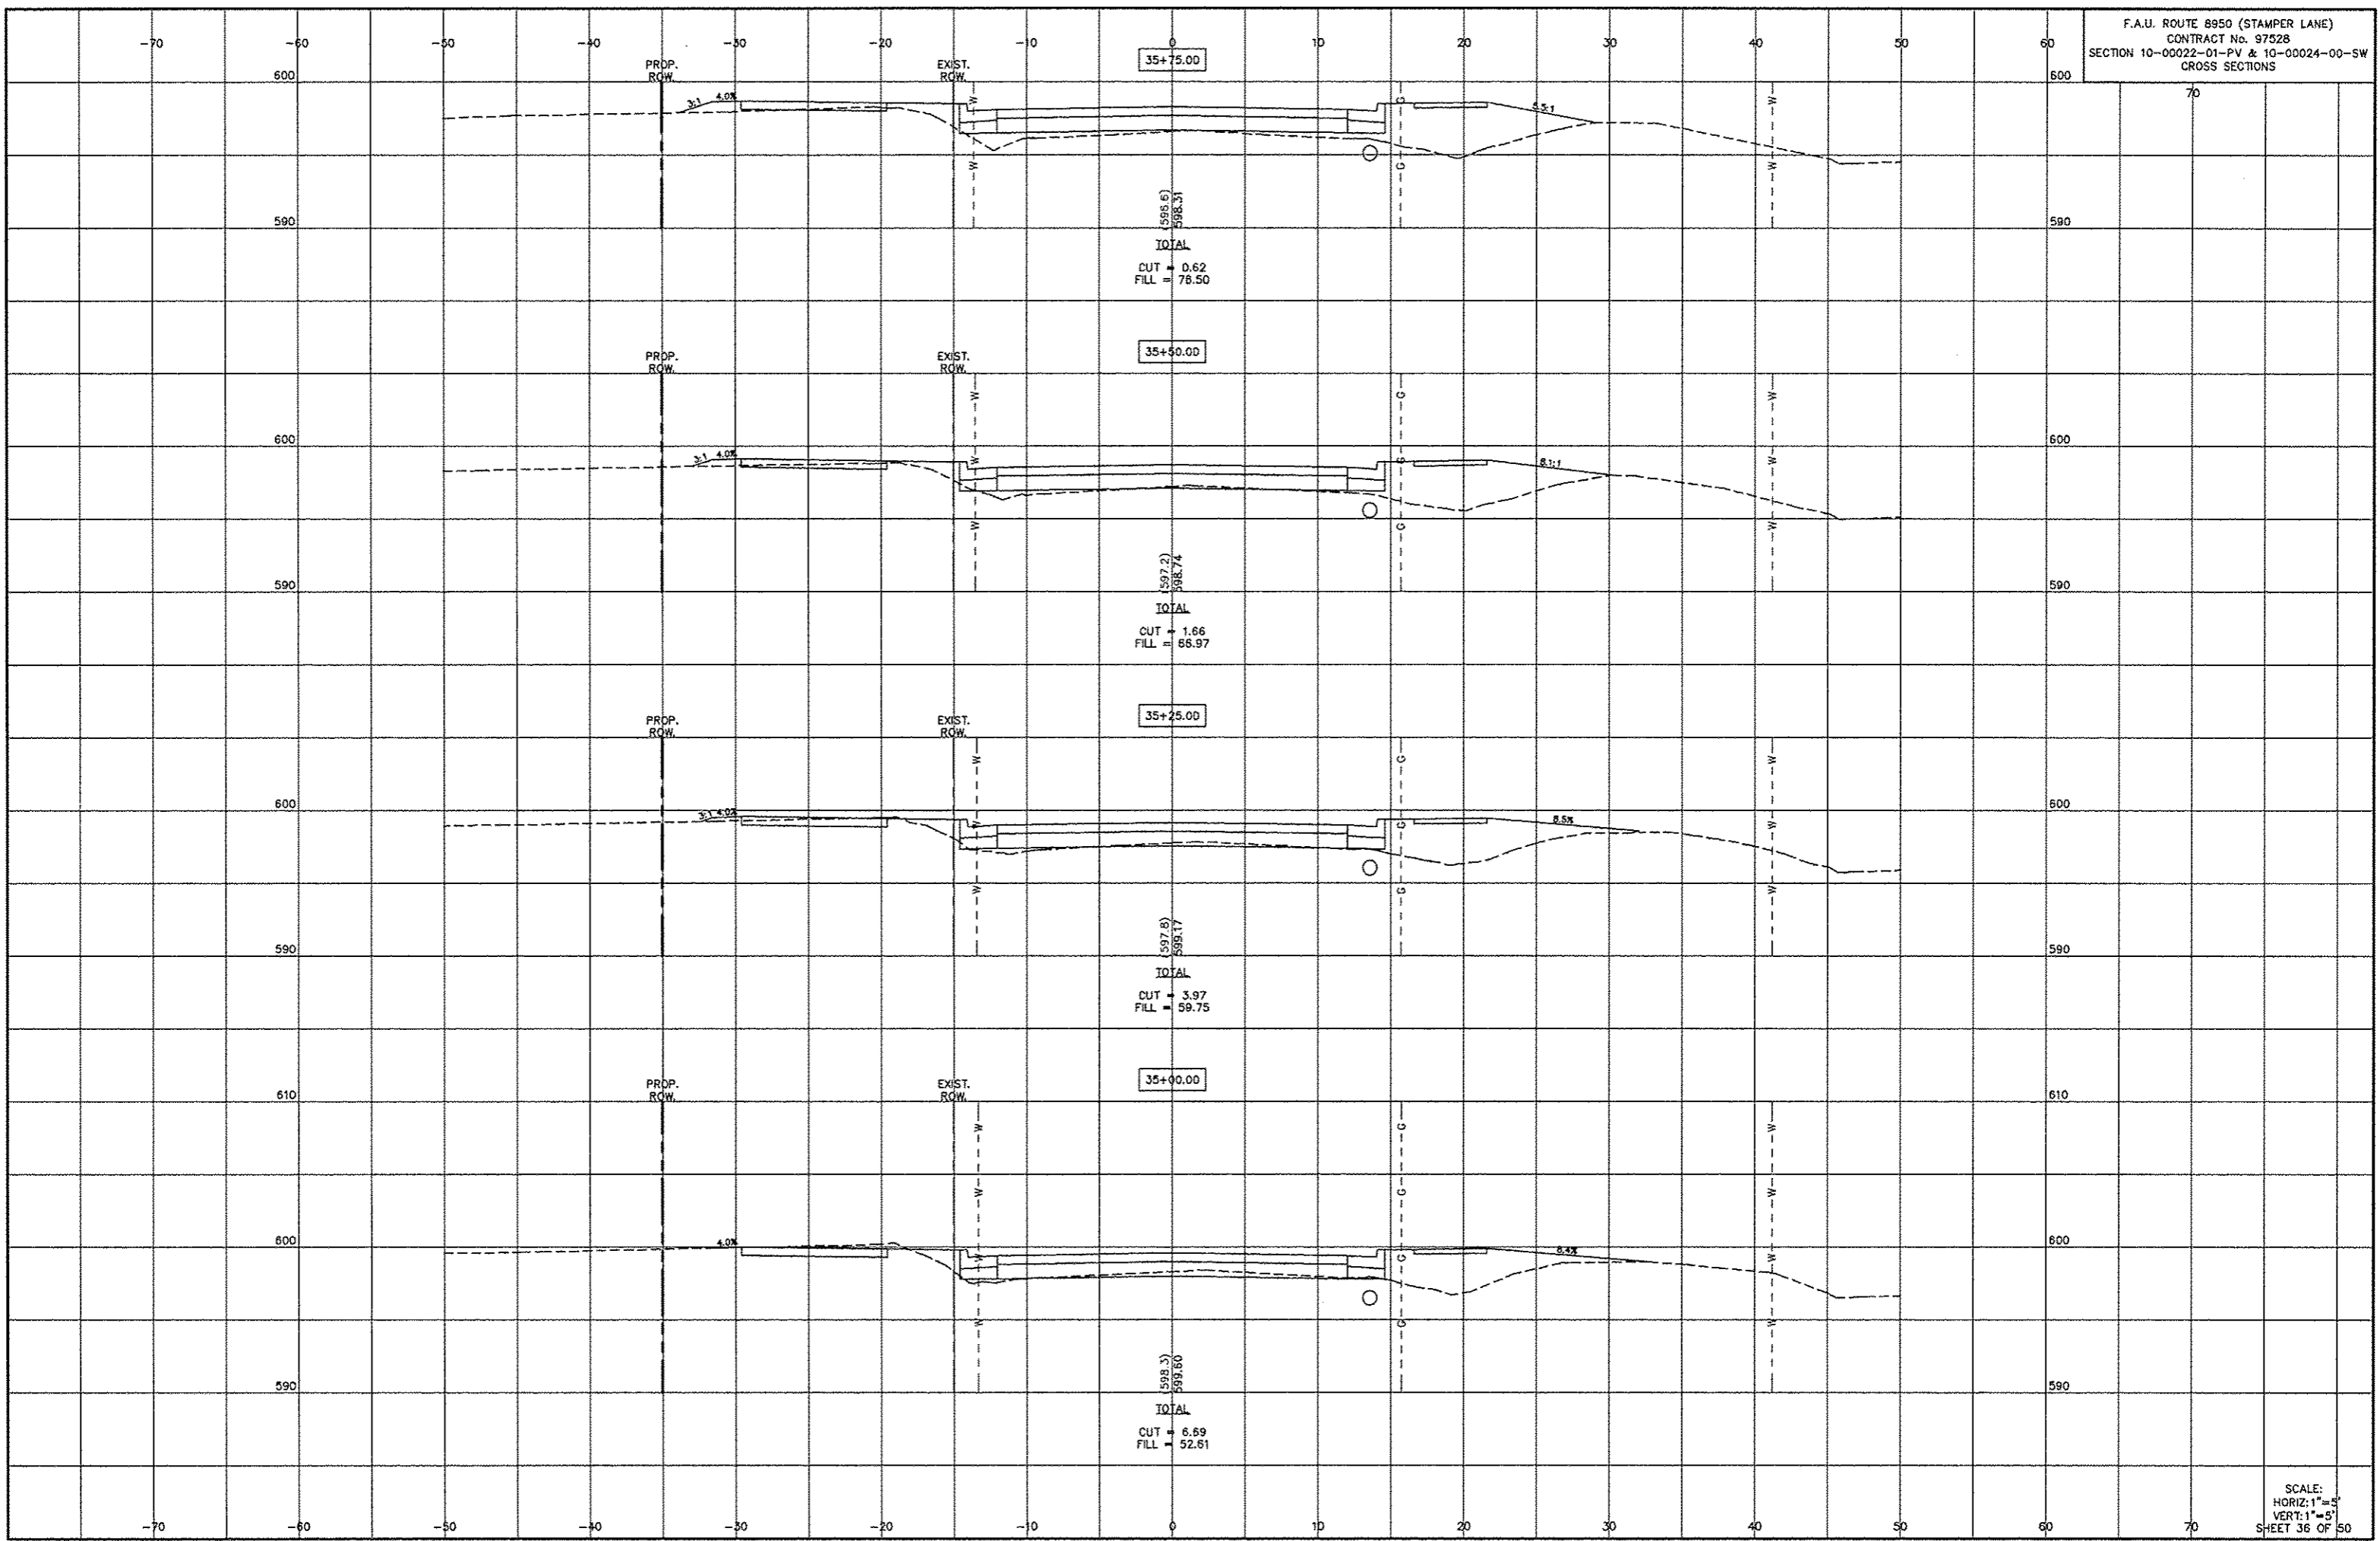 F.A.U. ROUTE 8950 (STAMPER LANE)
CONTRACT No. 97528
SECTION 10-00022-01-PV & 10-00024-00-SW
CROSS SECTIONS
-70 -60 -50 -40 -30 -20 -10 0 10 20 30 40 50 60 70
35+75.00
PROP. ROW.
EXIST. ROW.
600 600
3:1 4.0%
W G W
5.5:1
W G W
590 590
(596.6)
598.31
TOTAL
CUT = 0.62
FILL = 76.50
35+50.00
PROP. ROW.
EXIST. ROW.
W G W
600 600
3:1 4.0%
W G W
8.1:1
W G W
590 590
(597.2)
598.74
TOTAL
CUT = 1.66
FILL = 66.97
35+25.00
PROP. ROW.
EXIST. ROW.
W G W
600 600
3:1 4.0%
W G W
8.5%
W G W
590 590
(597.8)
599.17
TOTAL
CUT = 3.97
FILL = 59.75
35+00.00
PROP. ROW.
EXIST. ROW.
610 610
W G W
W G W
600 600
4.0%
W G W
6.4%
W G W
590 590
(598.3)
599.60
TOTAL
CUT = 6.69
FILL = 52.61
SCALE:
HORIZ: 1"=5'
VERT: 1"=5'
SHEET 36 OF 50
-70 -60 -50 -40 -30 -20 -10 0 10 20 30 40 50 60 70